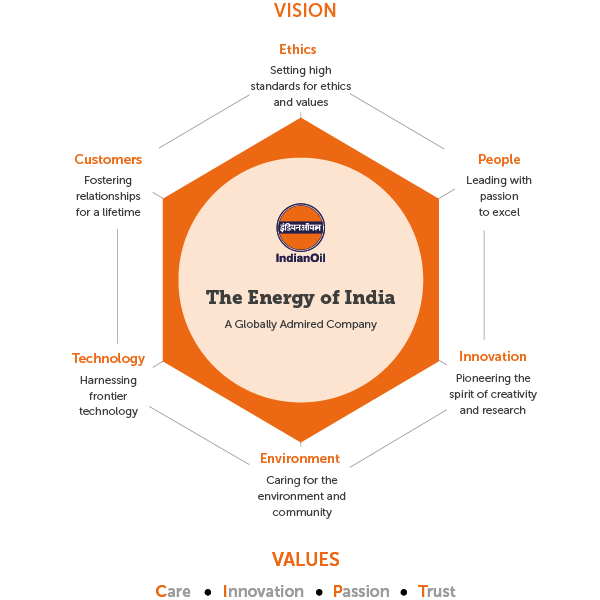 VISION
Ethics
Setting high
standards for ethics
and values
Customers
Fostering
relationships
for a lifetime
People
Leading with
passion
to excel
इंडियनऑयल
IndianOil
The Energy of India
A Globally Admired Company
Technology
Harnessing
frontier
technology
Innovation
Pioneering the
spirit of creativity
and research
Environment
Caring for the
environment and
community
VALUES
Care • Innovation • Passion • Trust